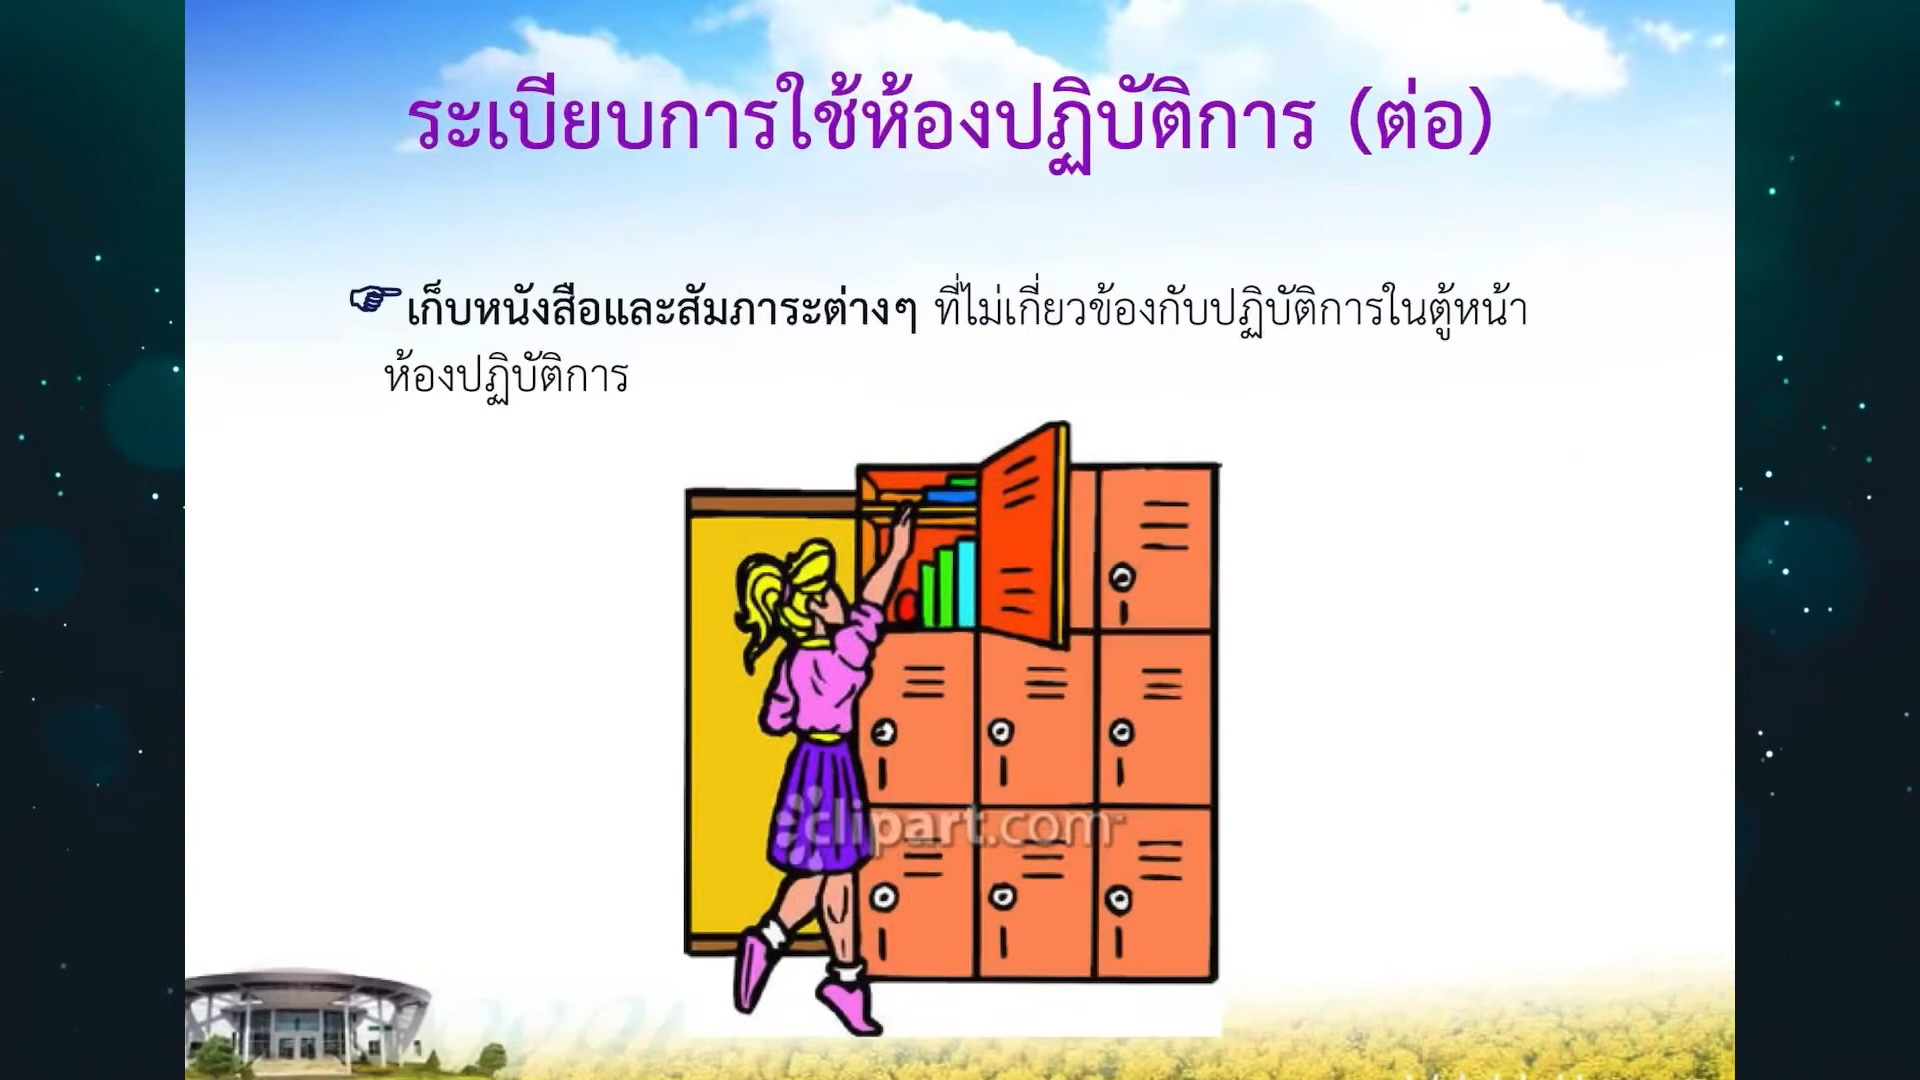 ระเบียบการใช้ห้องปฏิบัติการ (ต่อ)
เก็บหนังสือและสัมภาระต่างๆ ที่ไม่เกี่ยวข้องกับปฏิบัติการในตู้หน้า
ห้องปฏิบัติการ
clipart.com